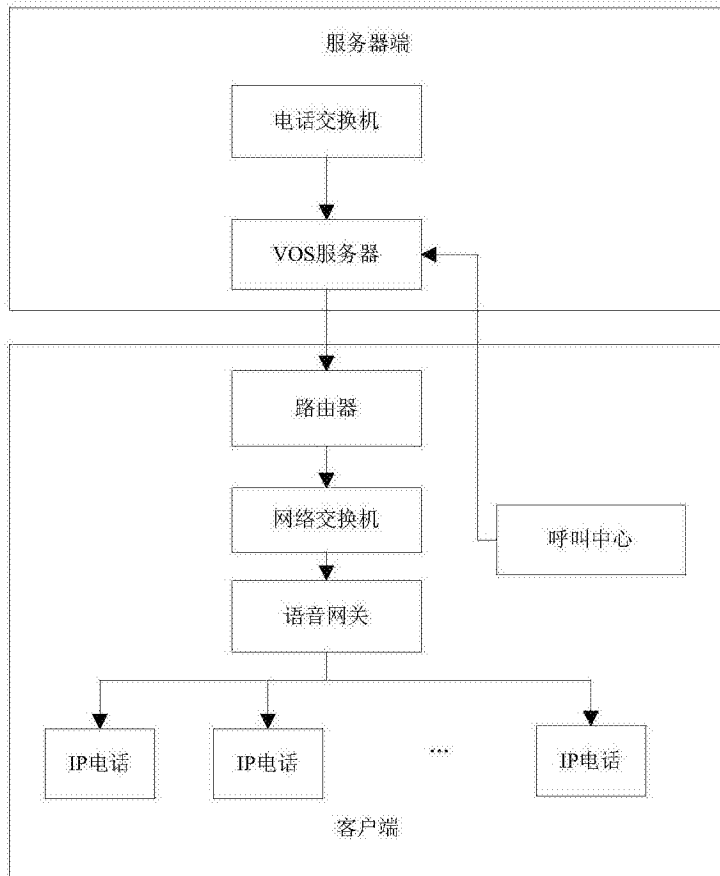 服务器端
电话交换机
VOS服务器
路由器
网络交换机
呼叫中心
语音网关
IP电话
IP电话
...
IP电话
客户端